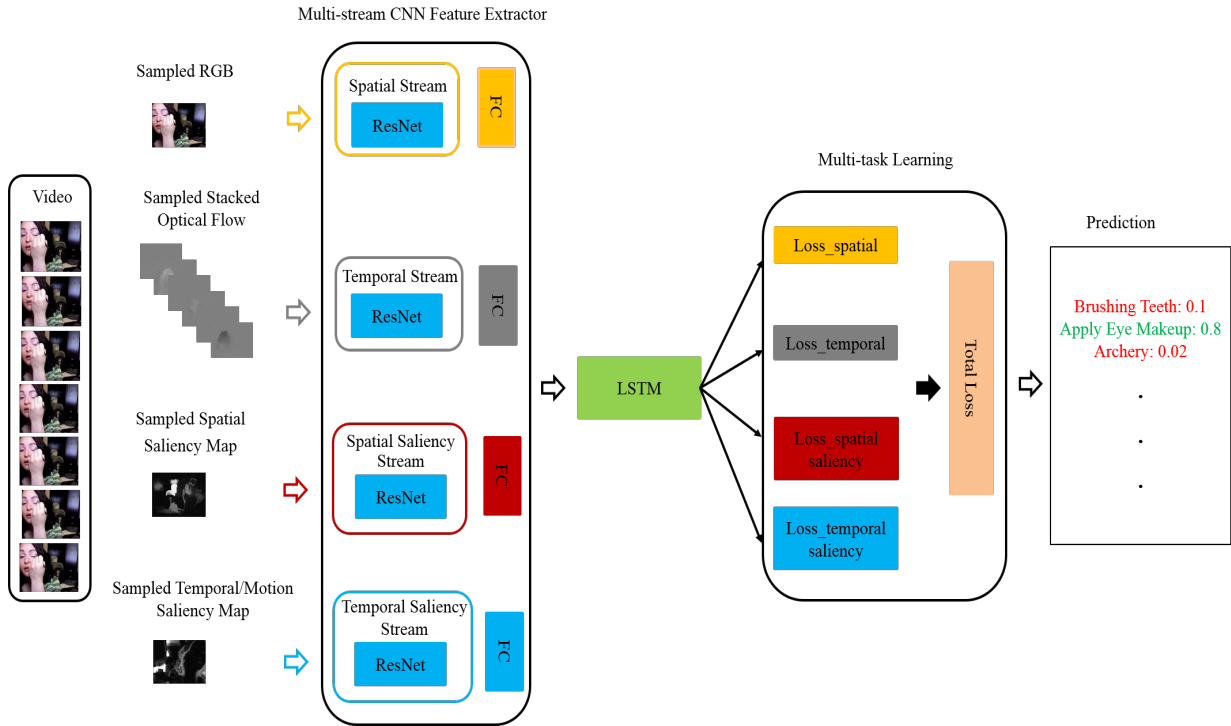 Multi-stream CNN Feature Extractor
Video
Sampled RGB
Sampled Stacked
Optical Flow
Sampled Spatial
Saliency Map
Sampled Temporal/Motion
Saliency Map
Spatial Stream
ResNet
FC
Temporal Stream
ResNet
FC
Spatial Saliency
Stream
ResNet
FC
Temporal Saliency
Stream
ResNet
FC
LSTM
Multi-task Learning
Loss_spatial
Loss_temporal
Loss_spatial
saliency
Loss_temporal
saliency
Total Loss
Prediction
Brushing Teeth: 0.1
Apply Eye Makeup: 0.8
Archery: 0.02
.
.
.